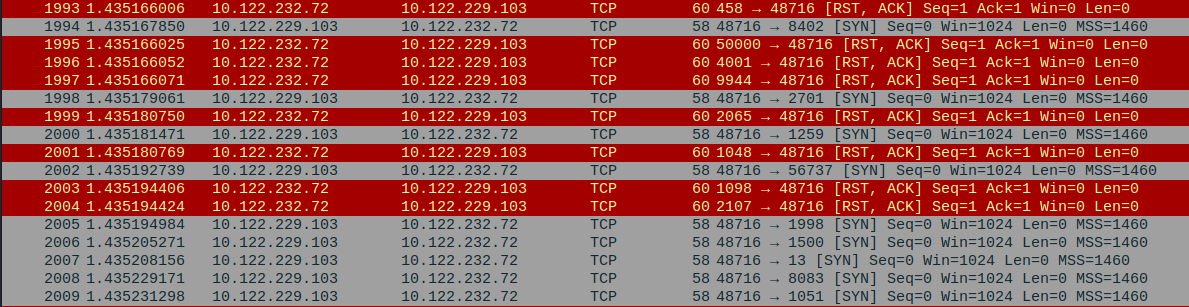 1993 1.435166006 10.122.232.72 10.122.229.103 TCP 60 458 → 48716 [RST, ACK] Seq=1 Ack=1 Win=0 Len=0
1994 1.435167850 10.122.229.103 10.122.232.72 TCP 58 48716 → 8402 [SYN] Seq=0 Win=1024 Len=0 MSS=1460
1995 1.435166025 10.122.232.72 10.122.229.103 TCP 60 50000 → 48716 [RST, ACK] Seq=1 Ack=1 Win=0 Len=0
1996 1.435166052 10.122.232.72 10.122.229.103 TCP 60 4001 → 48716 [RST, ACK] Seq=1 Ack=1 Win=0 Len=0
1997 1.435166071 10.122.232.72 10.122.229.103 TCP 60 9944 → 48716 [RST, ACK] Seq=1 Ack=1 Win=0 Len=0
1998 1.435179061 10.122.229.103 10.122.232.72 TCP 58 48716 → 2701 [SYN] Seq=0 Win=1024 Len=0 MSS=1460
1999 1.435180750 10.122.232.72 10.122.229.103 TCP 60 2065 → 48716 [RST, ACK] Seq=1 Ack=1 Win=0 Len=0
2000 1.435181471 10.122.229.103 10.122.232.72 TCP 58 48716 → 1259 [SYN] Seq=0 Win=1024 Len=0 MSS=1460
2001 1.435180769 10.122.232.72 10.122.229.103 TCP 60 1048 → 48716 [RST, ACK] Seq=1 Ack=1 Win=0 Len=0
2002 1.435192739 10.122.229.103 10.122.232.72 TCP 58 48716 → 56737 [SYN] Seq=0 Win=1024 Len=0 MSS=1460
2003 1.435194406 10.122.232.72 10.122.229.103 TCP 60 1098 → 48716 [RST, ACK] Seq=1 Ack=1 Win=0 Len=0
2004 1.435194424 10.122.232.72 10.122.229.103 TCP 60 2107 → 48716 [RST, ACK] Seq=1 Ack=1 Win=0 Len=0
2005 1.435194984 10.122.229.103 10.122.232.72 TCP 58 48716 → 1998 [SYN] Seq=0 Win=1024 Len=0 MSS=1460
2006 1.435205271 10.122.229.103 10.122.232.72 TCP 58 48716 → 1500 [SYN] Seq=0 Win=1024 Len=0 MSS=1460
2007 1.435208156 10.122.229.103 10.122.232.72 TCP 58 48716 → 13 [SYN] Seq=0 Win=1024 Len=0 MSS=1460
2008 1.435229171 10.122.229.103 10.122.232.72 TCP 58 48716 → 8083 [SYN] Seq=0 Win=1024 Len=0 MSS=1460
2009 1.435231298 10.122.229.103 10.122.232.72 TCP 58 48716 → 1051 [SYN] Seq=0 Win=1024 Len=0 MSS=1460